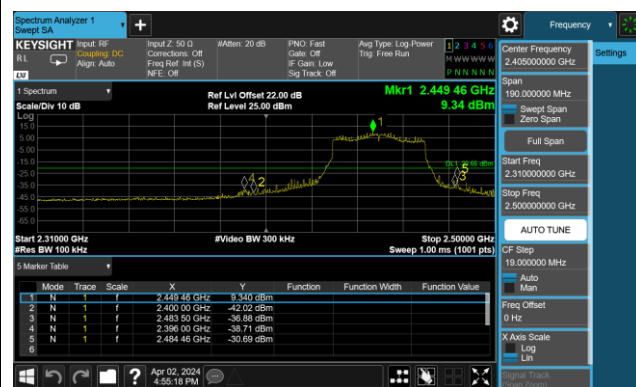 Spectrum Analyzer 1
Swept SA
+
Frequency
KEYSIGHT
RL
LXI
Input: RF
Coupling: DC
Align: Auto
Input Z: 50 Ω
Corrections: Off
Freq Ref: Int (S)
NFE: Off
#Atten: 20 dB
PNO: Fast
Gate: Off
IF Gain: Low
Sig Track: Off
Avg Type: Log-Power
Trig: Free Run
1 2 3 4 5 6
M W W W W W
P N N N N N
1 Spectrum
Scale/Div 10 dB
Ref Lvl Offset 22.00 dB
Ref Level 25.00 dBm
Mkr1 2.449 46 GHz
9.34 dBm
Log
15.0
5.00
-5.00
-15.0
-25.0
-35.0
-45.0
-55.0
-65.0
1
4
2
5
3
Start 2.31000 GHz
#Res BW 100 kHz
#Video BW 300 kHz
Stop 2.50000 GHz
Sweep 1.00 ms (1001 pts)
5 Marker Table
Mode Trace Scale X Y Function Function Width Function Value
1 N 1 f 2.449 46 GHz 9.340 dBm
2 N 1 f 2.400 00 GHz -42.02 dBm
3 N 1 f 2.483 50 GHz -36.88 dBm
4 N 1 f 2.396 00 GHz -38.71 dBm
5 N 1 f 2.484 46 GHz -30.69 dBm
6
Apr 02, 2024
4:55:18 PM
?
Center Frequency
2.405000000 GHz
Span
190.000000 MHz
Swept Span
Zero Span
Full Span
Start Freq
2.310000000 GHz
Stop Freq
2.500000000 GHz
AUTO TUNE
CF Step
19.000000 MHz
Auto
Man
Freq Offset
0 Hz
X Axis Scale
Log
Lin
Signal Track
(Span Zoom)
Settings